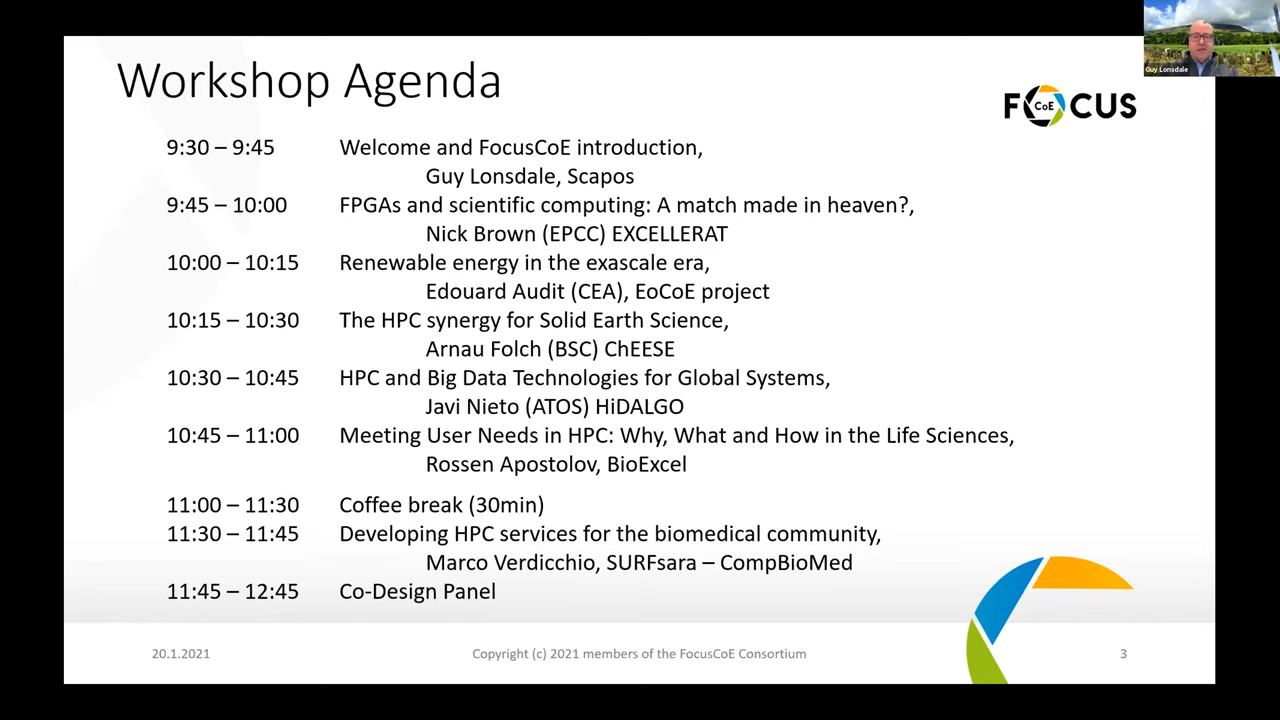 Workshop Agenda
Guy Lonsdale
FOCUS
CoE
9:30 – 9:45 Welcome and FocusCoE introduction,
Guy Lonsdale, Scapos
9:45 – 10:00 FPGAs and scientific computing: A match made in heaven?,
Nick Brown (EPCC) EXCELLERAT
10:00 – 10:15 Renewable energy in the exascale era,
Edouard Audit (CEA), EoCoE project
10:15 – 10:30 The HPC synergy for Solid Earth Science,
Arnau Folch (BSC) ChEESE
10:30 – 10:45 HPC and Big Data Technologies for Global Systems,
Javi Nieto (ATOS) HiDALGO
10:45 – 11:00 Meeting User Needs in HPC: Why, What and How in the Life Sciences,
Rossen Apostolov, BioExcel
11:00 – 11:30 Coffee break (30min)
11:30 – 11:45 Developing HPC services for the biomedical community,
Marco Verdicchio, SURFsara – CompBioMed
11:45 – 12:45 Co-Design Panel
20.1.2021 Copyright (c) 2021 members of the FocusCoE Consortium 3